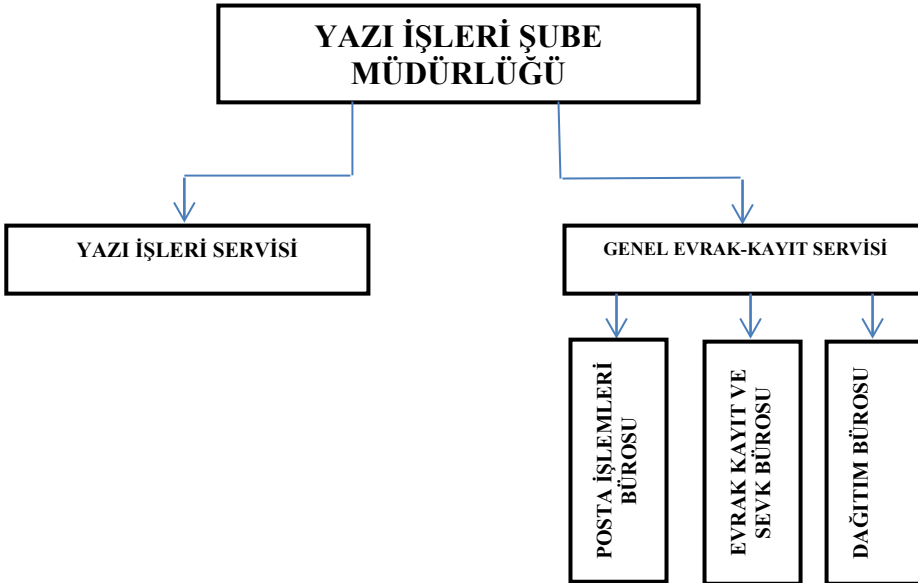 YAZI İŞLERİ ŞUBE
MÜDÜRLÜĞÜ
YAZI İŞLERİ SERVİSİ
GENEL EVRAK-KAYIT SERVİSİ
POSTA İŞLEMLERİ
BÜROSU
EVRAK KAYIT VE
SEVK BÜROSU
DAĞITIM BÜROSU